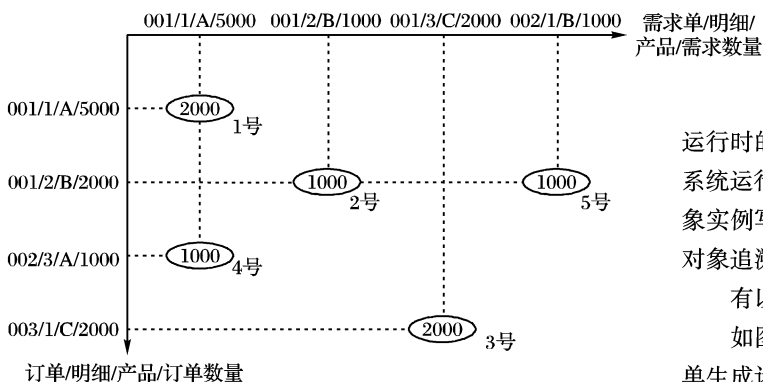 001/1/A/5000 001/2/B/1000 001/3/C/2000 002/1/B/1000 需求单/明细/
产品/需求数量
001/1/A/5000 2000
1号
001/2/B/2000 1000 1000
2号 5号
002/3/A/1000 1000
4号
003/1/C/2000 2000
3号
订单/明细/产品/订单数量
运行时的
系统运行
象实例写
对象追溯
有以
如图
单生成